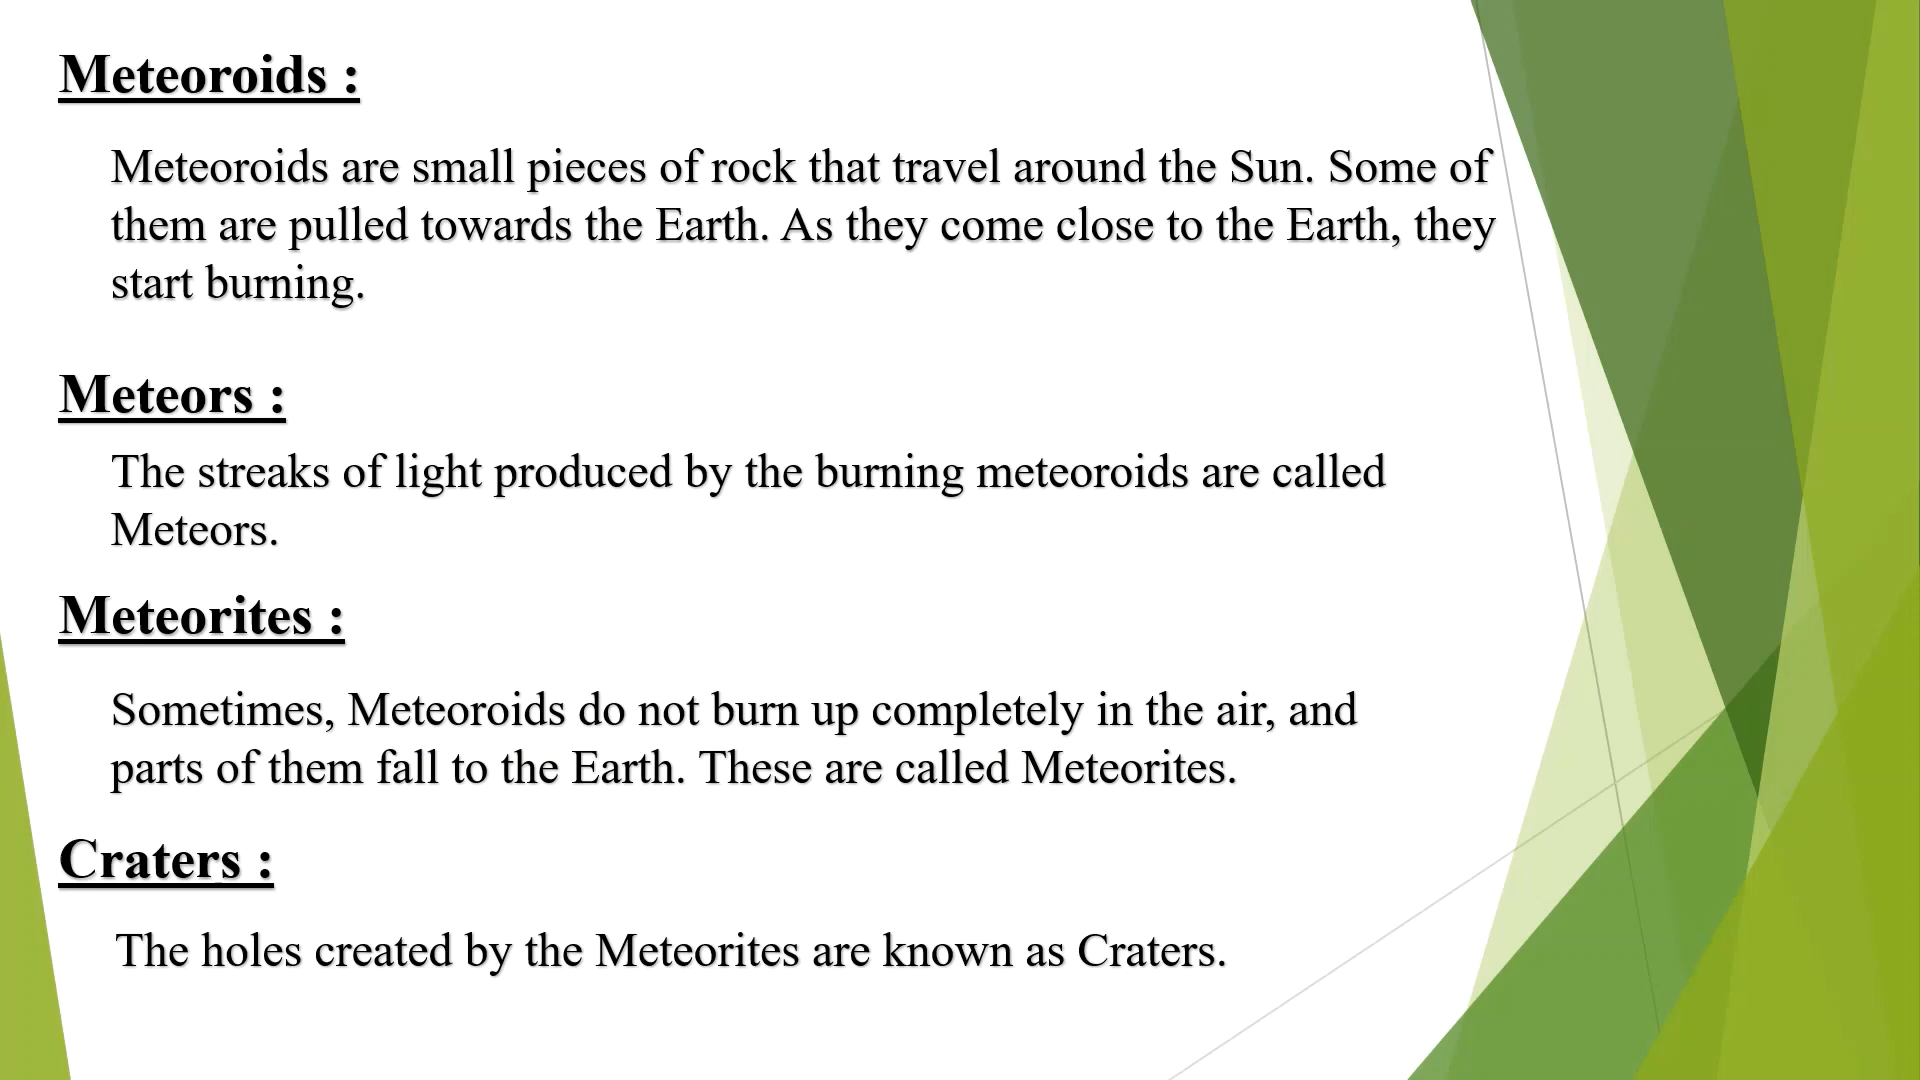 Meteoroids :
Meteoroids are small pieces of rock that travel around the Sun. Some of
them are pulled towards the Earth. As they come close to the Earth, they
start burning.
Meteors :
The streaks of light produced by the burning meteoroids are called
Meteors.
Meteorites :
Sometimes, Meteoroids do not burn up completely in the air, and
parts of them fall to the Earth. These are called Meteorites.
Craters :
The holes created by the Meteorites are known as Craters.